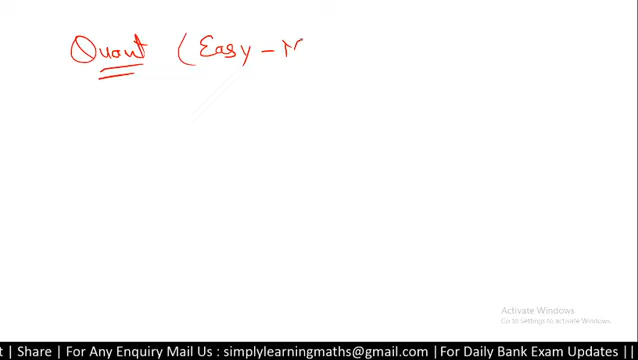 Quant (Easy -
Activate Windows
Go to Settings to activate Windows.
t | Share | For Any Enquiry Mail Us : simplylearningmaths@gmail.com |For Daily Bank Exam Updates ||